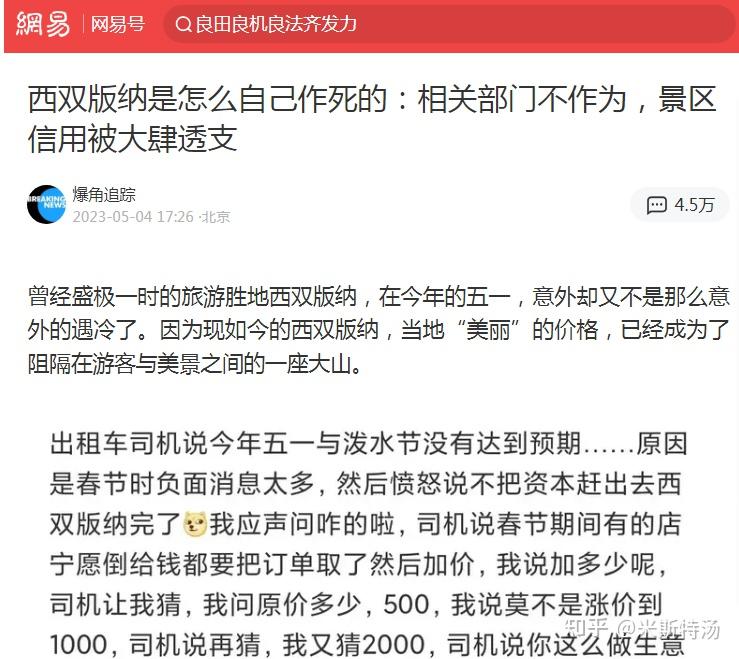 網易 网易号 良田良机良法齐发力
西双版纳是怎么自己作死的：相关部门不作为，景区
信用被大肆透支
BREAKING NEWS
爆角追踪
2023-05-04 17:26 ·北京
4.5万
曾经盛极一时的旅游胜地西双版纳，在今年的五一，意外却又不是那么意
外的遇冷了。因为现如今的西双版纳，当地“美丽”的价格，已经成为了
阻隔在游客与美景之间的一座大山。
出租车司机说今年五一与泼水节没有达到预期……原因
是春节时负面消息太多，然后愤怒说不把资本赶出去西
双版纳完了我应声问咋的啦，司机说春节期间有的店
宁愿倒给钱都要把订单取了然后加价，我说加多少呢，
司机让我猜，我问原价多少，500，我说莫不是涨价到
1000，司机说再猜，我又猜2000，司机说你这么做生意
知乎 @米斯特汤